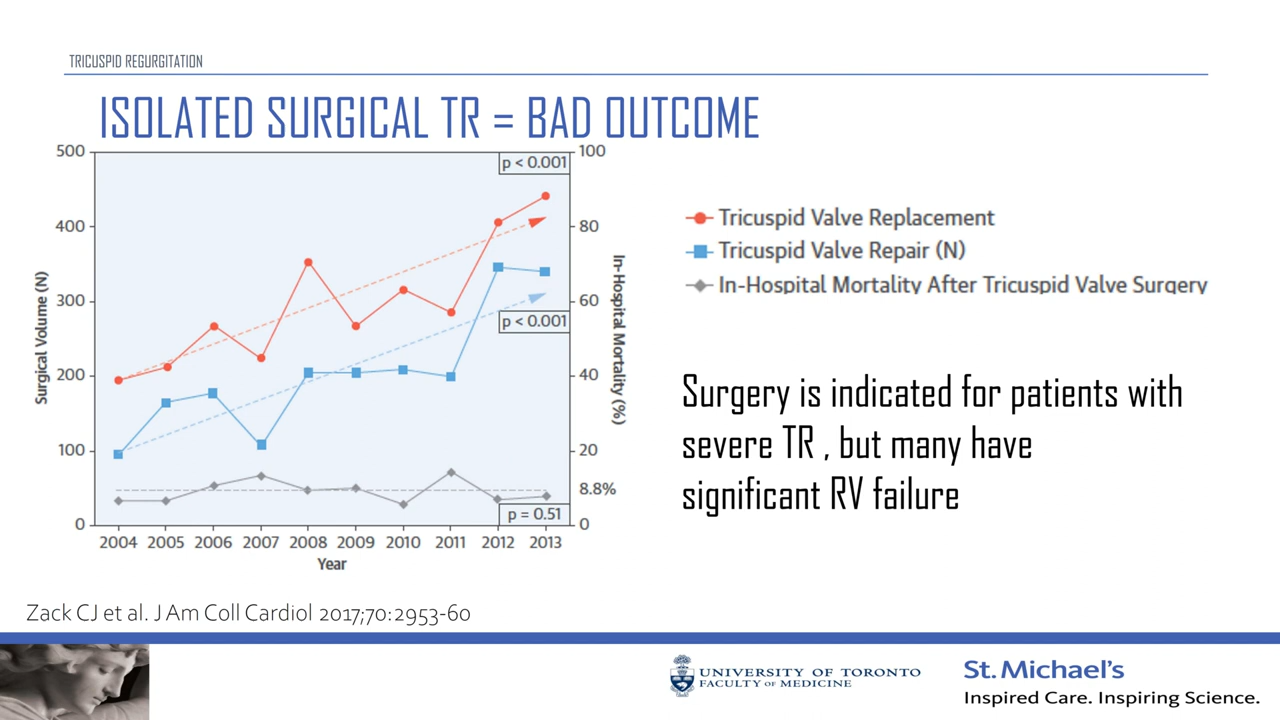 TRICUSPID REGURGITATION
ISOLATED SURGICAL TR = BAD OUTCOME
500
400
300
200
100
0
Surgical Volume (N)
100
80
60
40
20
8.8%
0
In-Hospital Mortality (%)
p < 0.001
p < 0.001
p = 0.51
2004 2005 2006 2007 2008 2009 2010 2011 2012 2013
Year
Tricuspid Valve Replacement
Tricuspid Valve Repair (N)
In-Hospital Mortality After Tricuspid Valve Surgery
Surgery is indicated for patients with
severe TR , but many have
significant RV failure
Zack CJ et al. J Am Coll Cardiol 2017;70:2953-60
UNIVERSITY OF TORONTO
FACULTY OF MEDICINE
St. Michael's
Inspired Care. Inspiring Science.